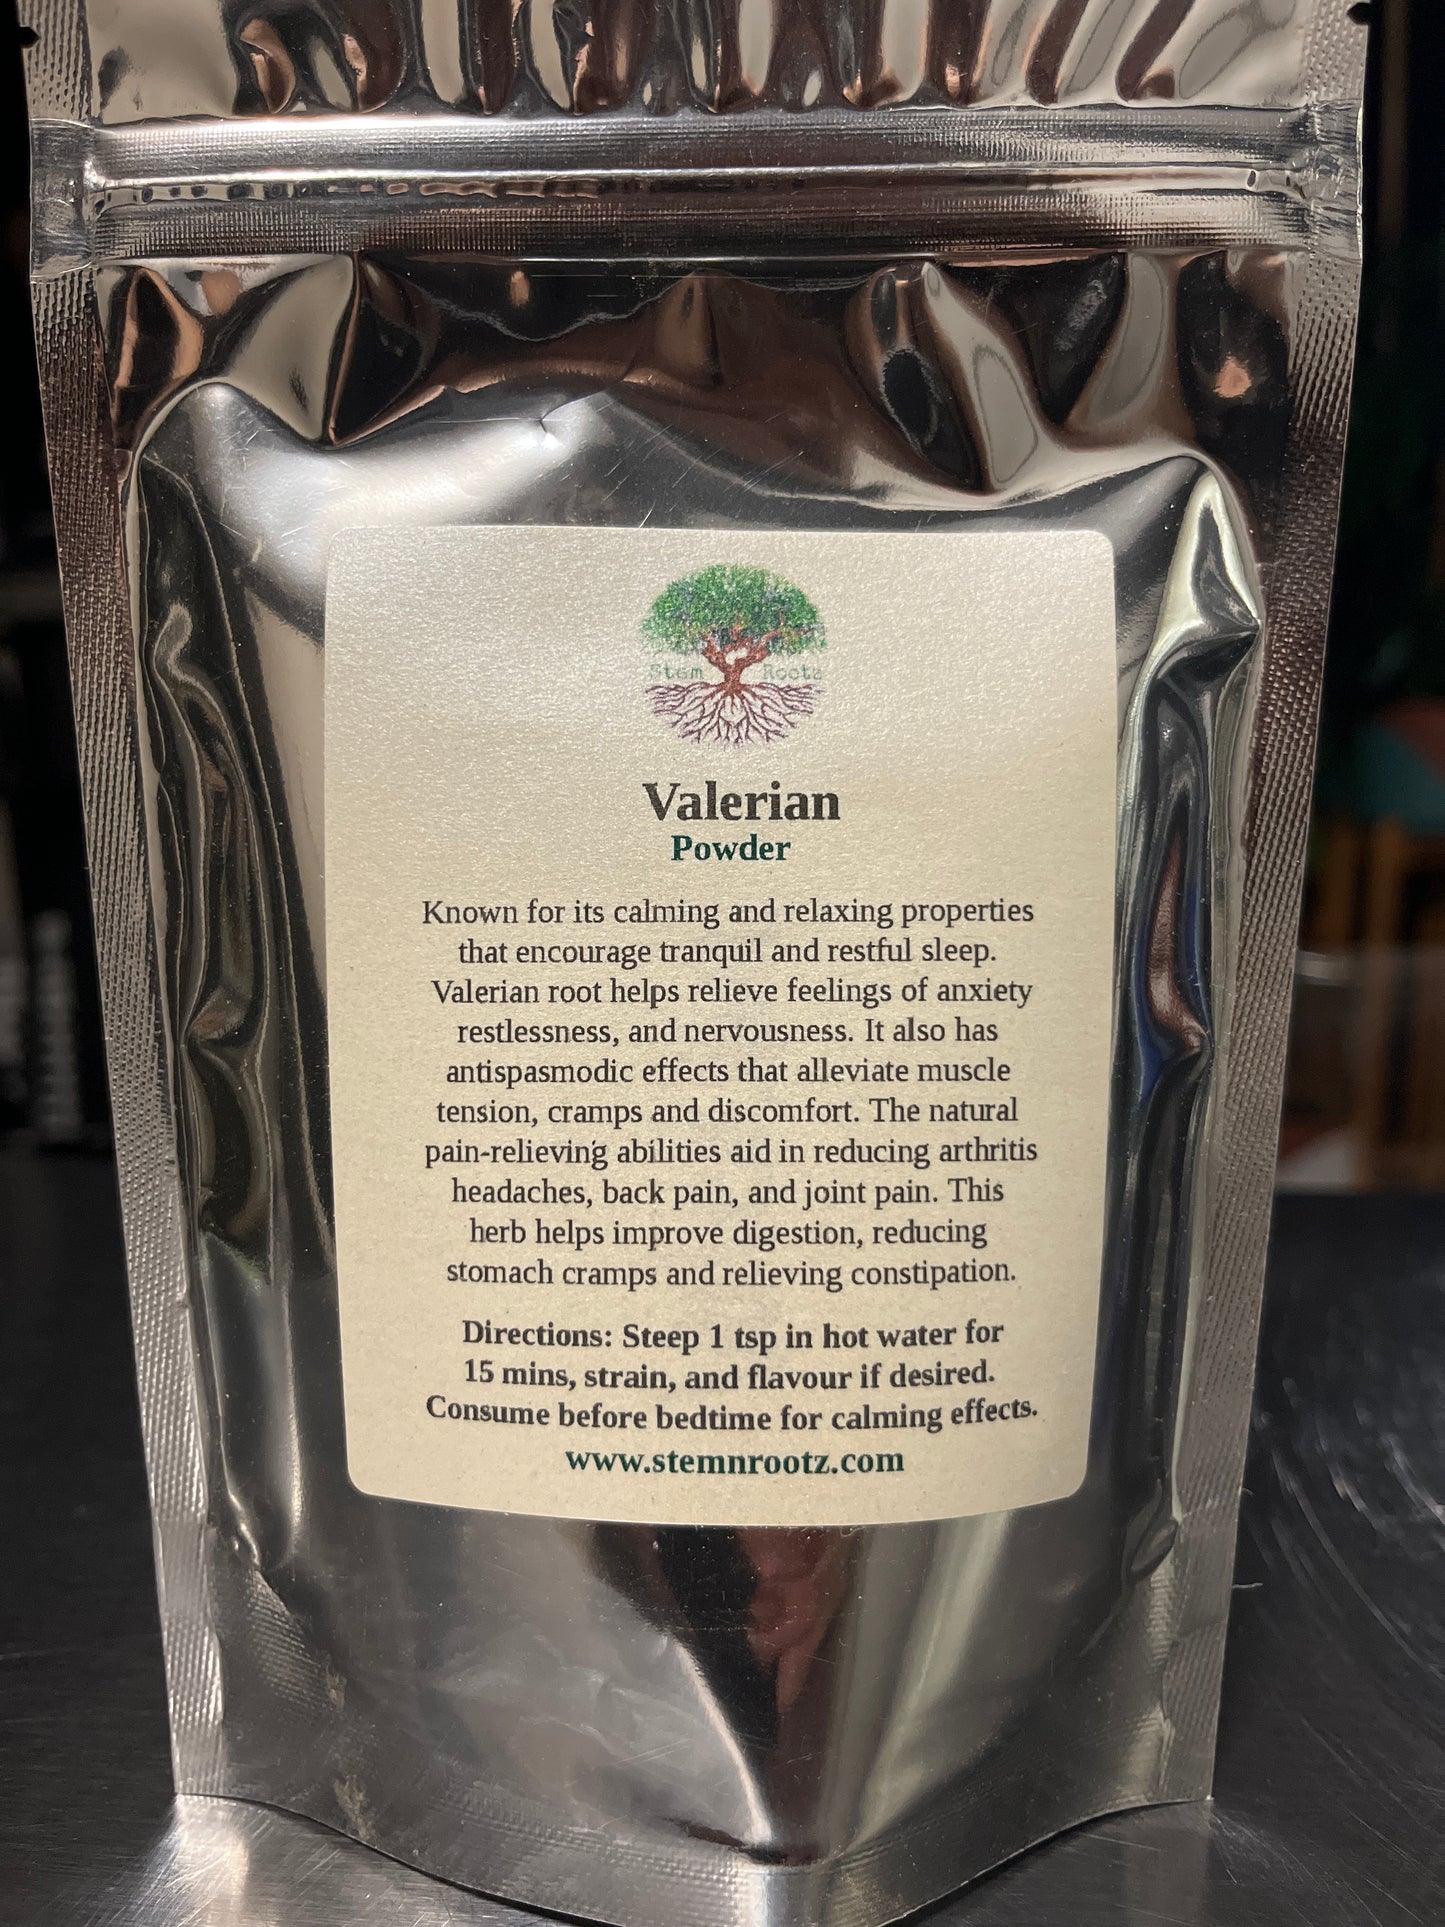 Stem Rootz
Valerian
Powder
Known for its calming and relaxing properties
that encourage tranquil and restful sleep.
Valerian root helps relieve feelings of anxiety
restlessness, and nervousness. It also has
antispasmodic effects that alleviate muscle
tension, cramps and discomfort. The natural
pain-relieving abilities aid in reducing arthritis
headaches, back pain, and joint pain. This
herb helps improve digestion, reducing
stomach cramps and relieving constipation.
Directions: Steep 1 tsp in hot water for
15 mins, strain, and flavour if desired.
Consume before bedtime for calming effects.
www.stemnrootz.com